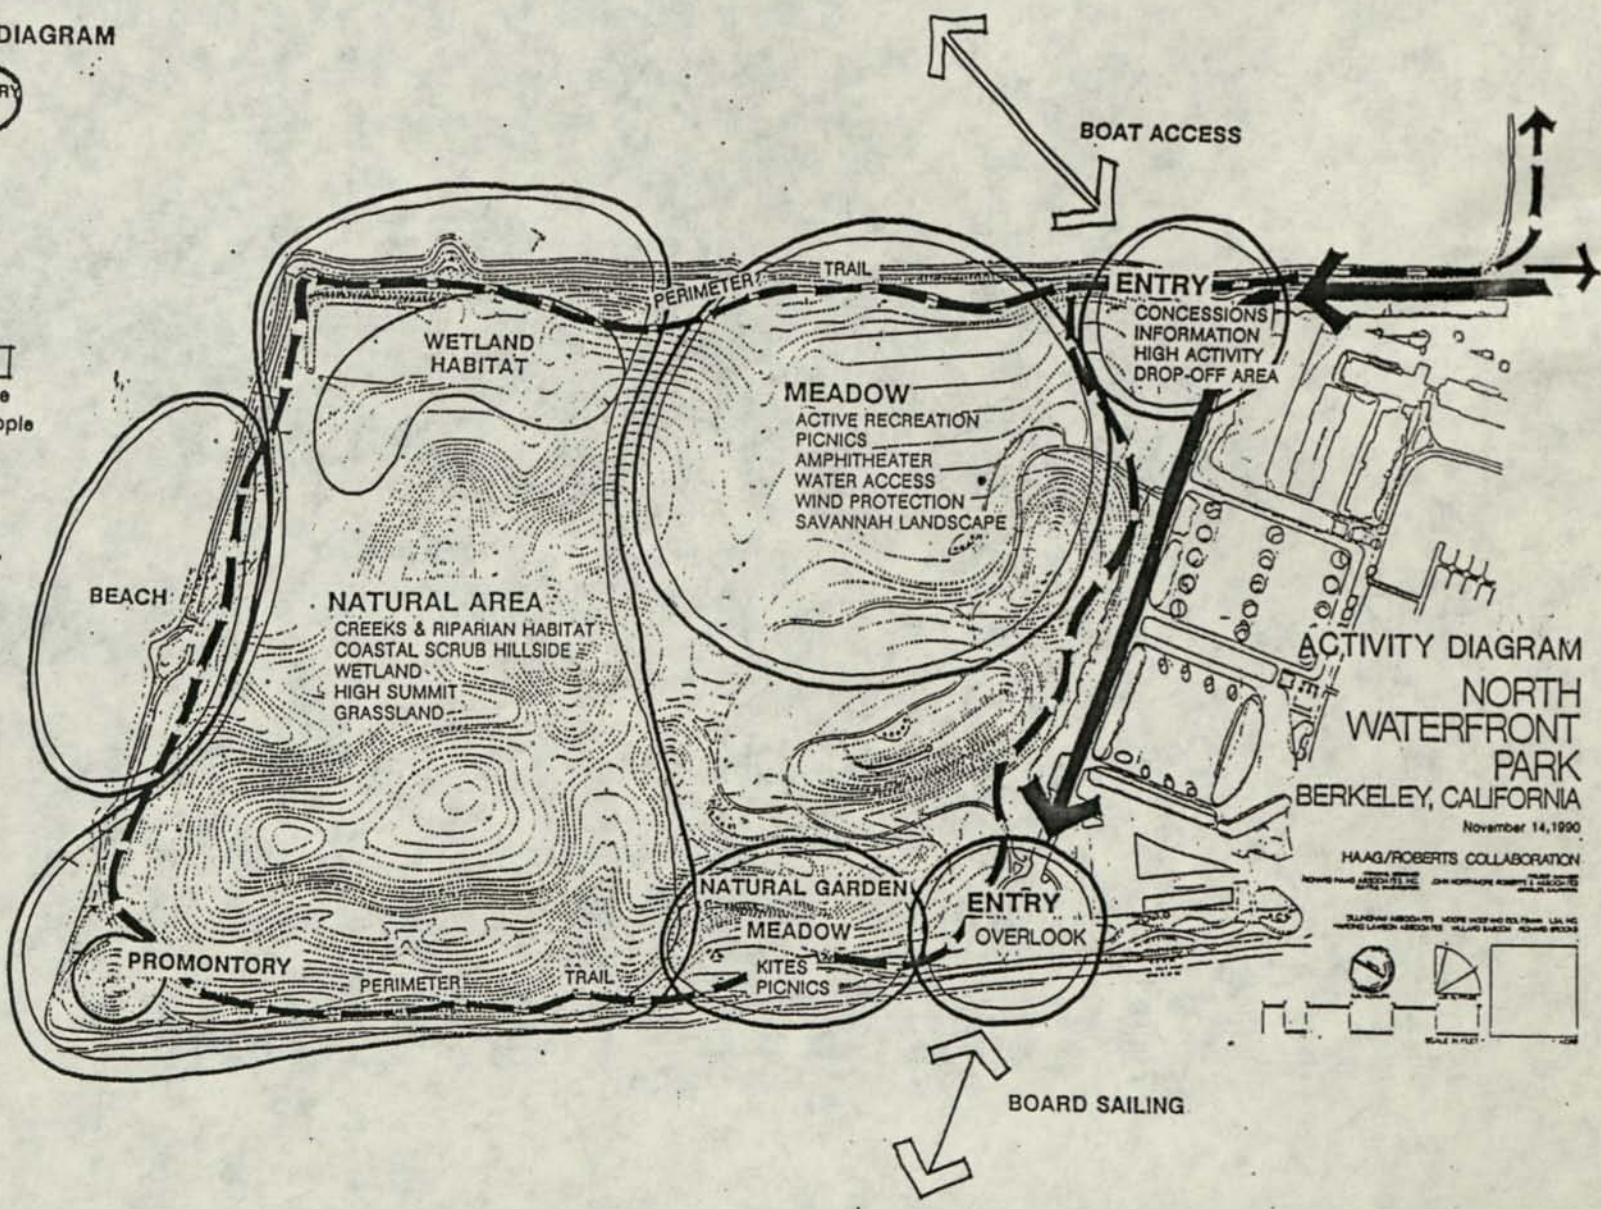 DIAGRAM
BOAT ACCESS
PERIMETER TRAIL
ENTRY
CONCESSIONS
INFORMATION
HIGH ACTIVITY
DROP-OFF AREA
WETLAND
HABITAT
MEADOW
ACTIVE RECREATION
PICNICS
AMPHITHEATER
WATER ACCESS
WIND PROTECTION
SAVANNAH LANDSCAPE
BEACH
NATURAL AREA
CREEKS & RIPARIAN HABITAT
COASTAL SCRUB HILLSIDE
WETLAND
HIGH SUMMIT
GRASSLAND
NATURAL GARDEN
MEADOW
KITES
PICNICS
ENTRY
OVERLOOK
PROMONTORY
PERIMETER TRAIL
BOARD SAILING
ACTIVITY DIAGRAM
NORTH
WATERFRONT
PARK
BERKELEY, CALIFORNIA
November 14, 1990
HAAG/ROBERTS COLLABORATION
SCALE IN FEET